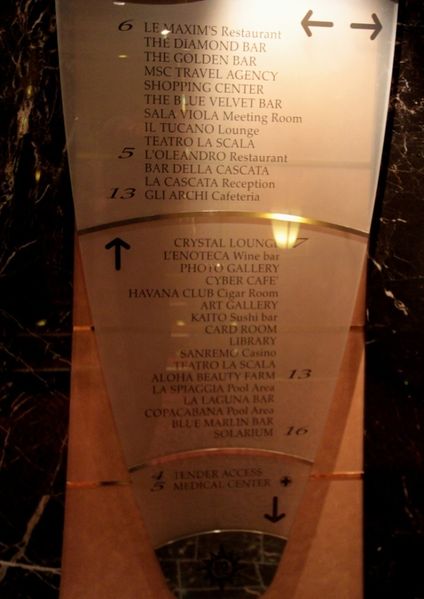 6 LE MAXIM'S Restaurant
THE DIAMOND BAR
THE GOLDEN BAR
MSC TRAVEL AGENCY
SHOPPING CENTER
THE BLUE VELVET BAR
SALA VIOLA Meeting Room
IL TUCANO Lounge
TEATRO LA SCALA
5 L'OLEANDRO Restaurant
BAR DELLA CASCATA
LA CASCATA Reception
13 GLI ARCHI Cafeteria
CRYSTAL LOUNGE 7
L'ENOTECA Wine bar
PHOTO GALLERY
CYBER CAFE'
HAVANA CLUB Cigar Room
ART GALLERY
KAITO Sushi bar
CARD ROOM
LIBRARY
SANREMO Casino
TEATRO LA SCALA
ALOHA BEAUTY FARM 13
LA SPIAGGIA Pool Area
LA LAGUNA BAR
COPACABANA Pool Area
BLUE MARLIN BAR
SOLARIUM 16
4 TENDER ACCESS
5 MEDICAL CENTER